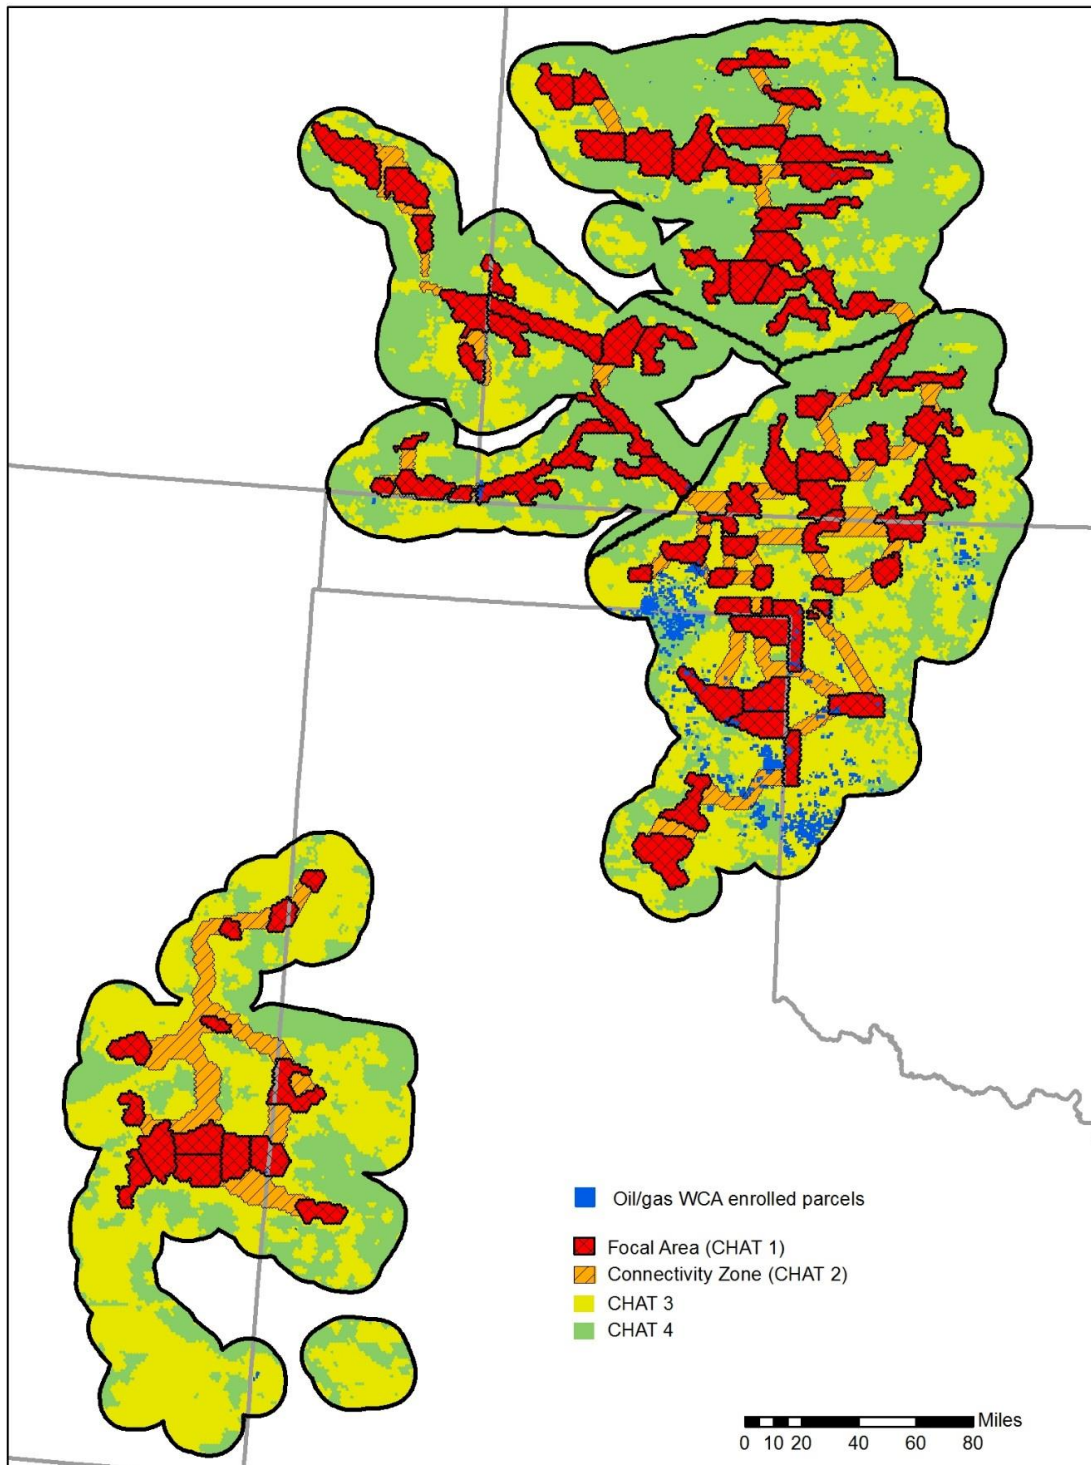 Oil/gas WCA enrolled parcels
Focal Area (CHAT 1)
Connectivity Zone (CHAT 2)
CHAT 3
CHAT 4
Miles
0 10 20 40 60 80